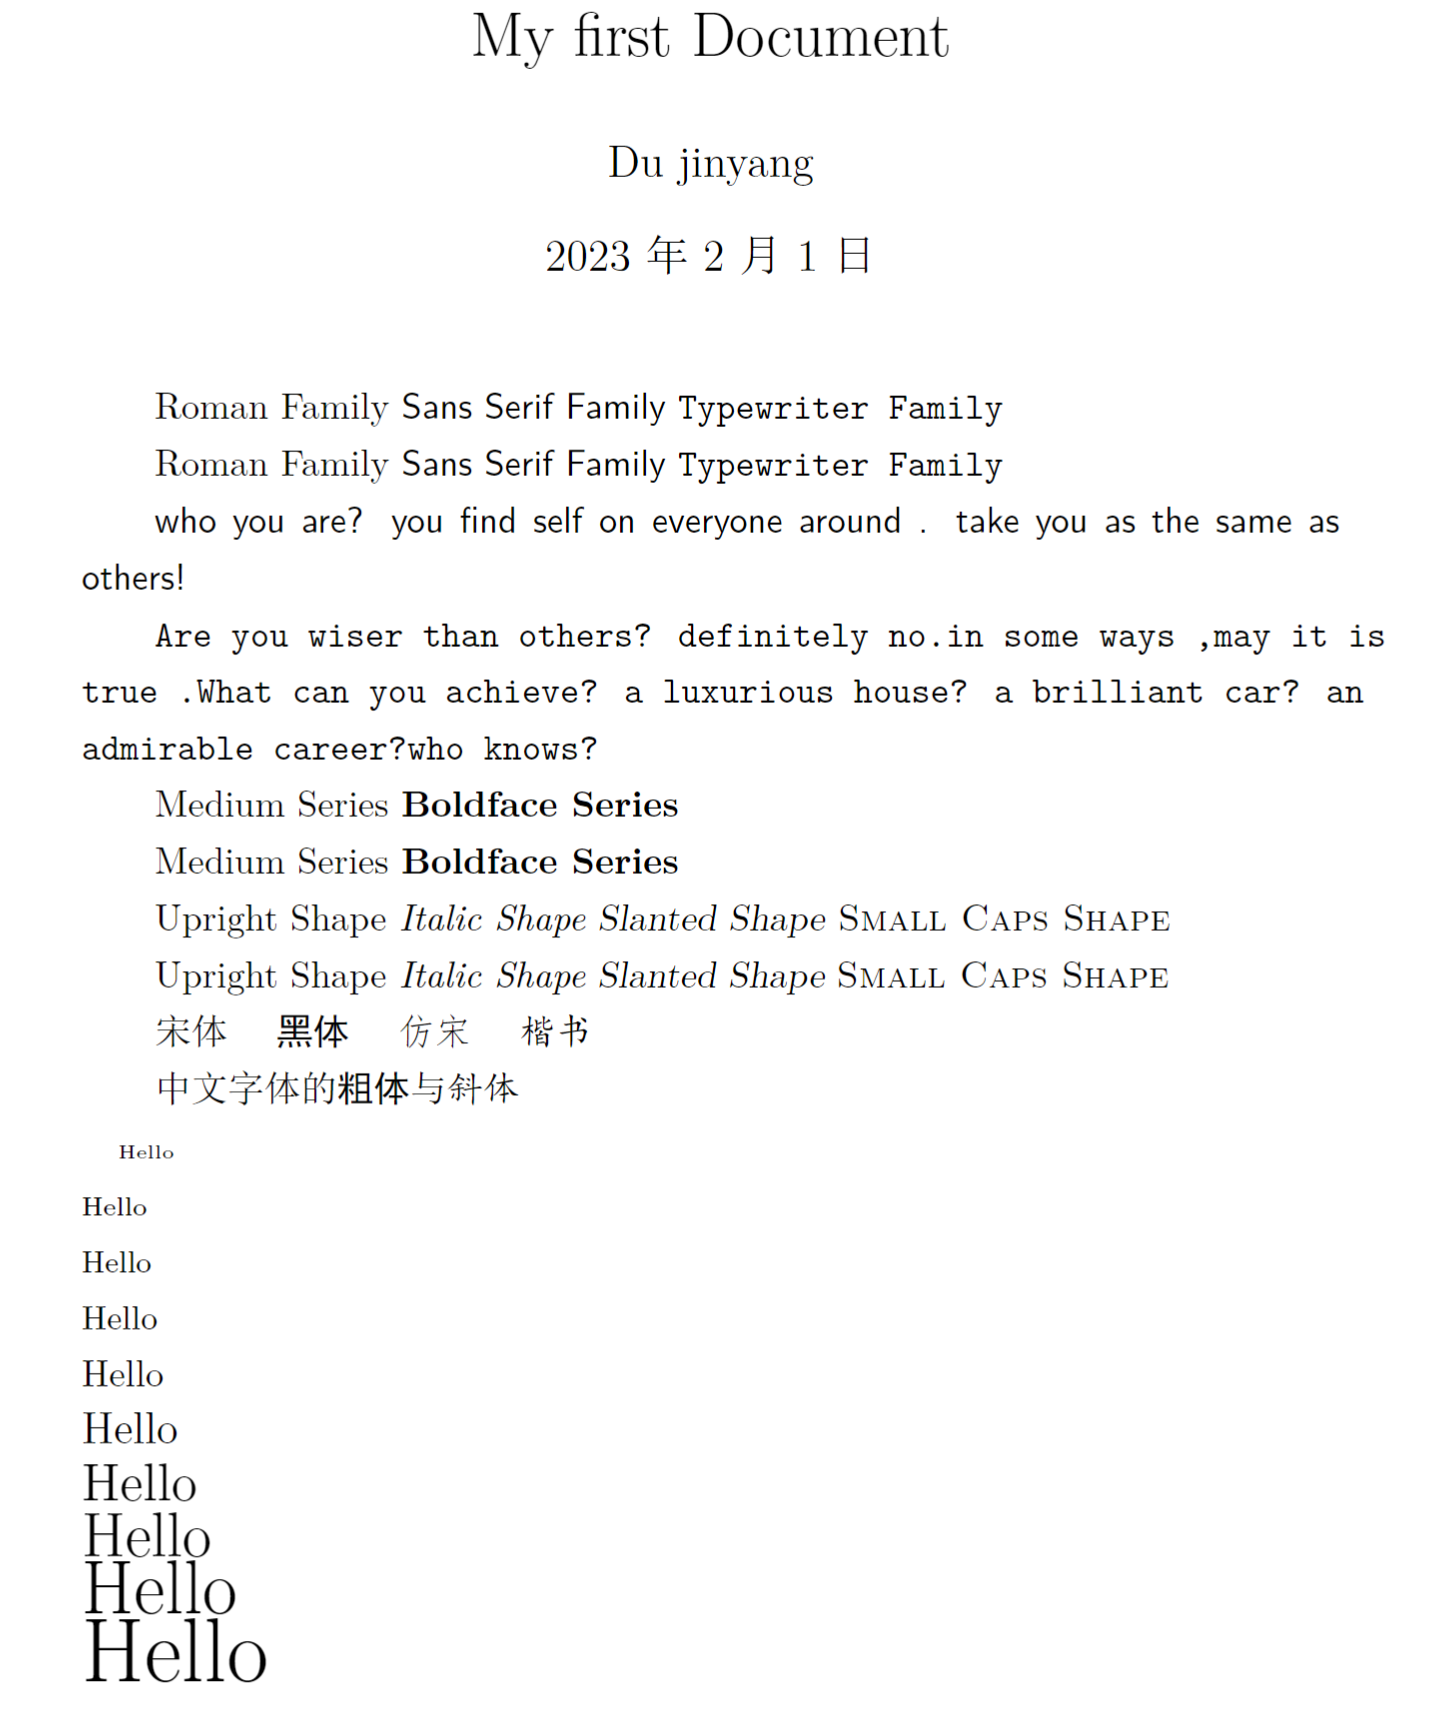 My first Document
Du jinyang
2023 年 2 月 1 日
Roman Family Sans Serif Family Typewriter Family
Roman Family Sans Serif Family Typewriter Family
who you are? you find self on everyone around . take you as the same as
others!
Are you wiser than others? definitely no.in some ways ,may it is
true .What can you achieve? a luxurious house? a brilliant car? an
admirable career?who knows?
Medium Series Boldface Series
Medium Series Boldface Series
Upright Shape Italic Shape Slanted Shape Small Caps Shape
Upright Shape Italic Shape Slanted Shape Small Caps Shape
宋体 黑体 仿宋 楷书
中文字体的粗体与斜体
Hello
Hello
Hello
Hello
Hello
Hello
Hello
Hello
Hello
Hello